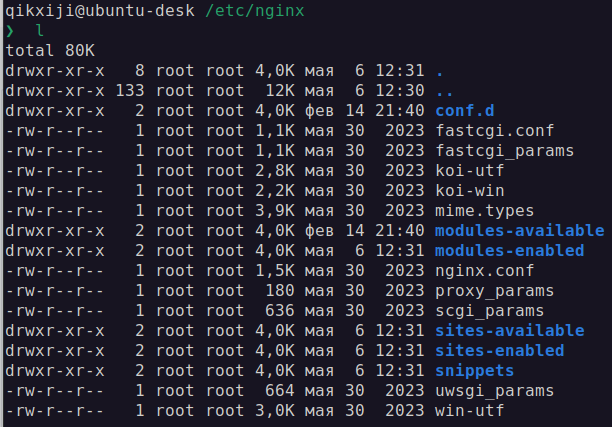 qikxiji@ubuntu-desk /etc/nginx
❯ l
total 80K
drwxr-xr-x   8 root root 4,0K мая  6 12:31 .
drwxr-xr-x 133 root root  12K мая  6 12:30 ..
drwxr-xr-x   2 root root 4,0K фев 14 21:40 conf.d
-rw-r--r--   1 root root 1,1K мая 30  2023 fastcgi.conf
-rw-r--r--   1 root root 1,1K мая 30  2023 fastcgi_params
-rw-r--r--   1 root root 2,8K мая 30  2023 koi-utf
-rw-r--r--   1 root root 2,2K мая 30  2023 koi-win
-rw-r--r--   1 root root 3,9K мая 30  2023 mime.types
drwxr-xr-x   2 root root 4,0K фев 14 21:40 modules-available
drwxr-xr-x   2 root root 4,0K мая  6 12:31 modules-enabled
-rw-r--r--   1 root root 1,5K мая 30  2023 nginx.conf
-rw-r--r--   1 root root  180 мая 30  2023 proxy_params
-rw-r--r--   1 root root  636 мая 30  2023 scgi_params
drwxr-xr-x   2 root root 4,0K мая  6 12:31 sites-available
drwxr-xr-x   2 root root 4,0K мая  6 12:31 sites-enabled
drwxr-xr-x   2 root root 4,0K мая  6 12:31 snippets
-rw-r--r--   1 root root  664 мая 30  2023 uwsgi_params
-rw-r--r--   1 root root 3,0K мая 30  2023 win-utf